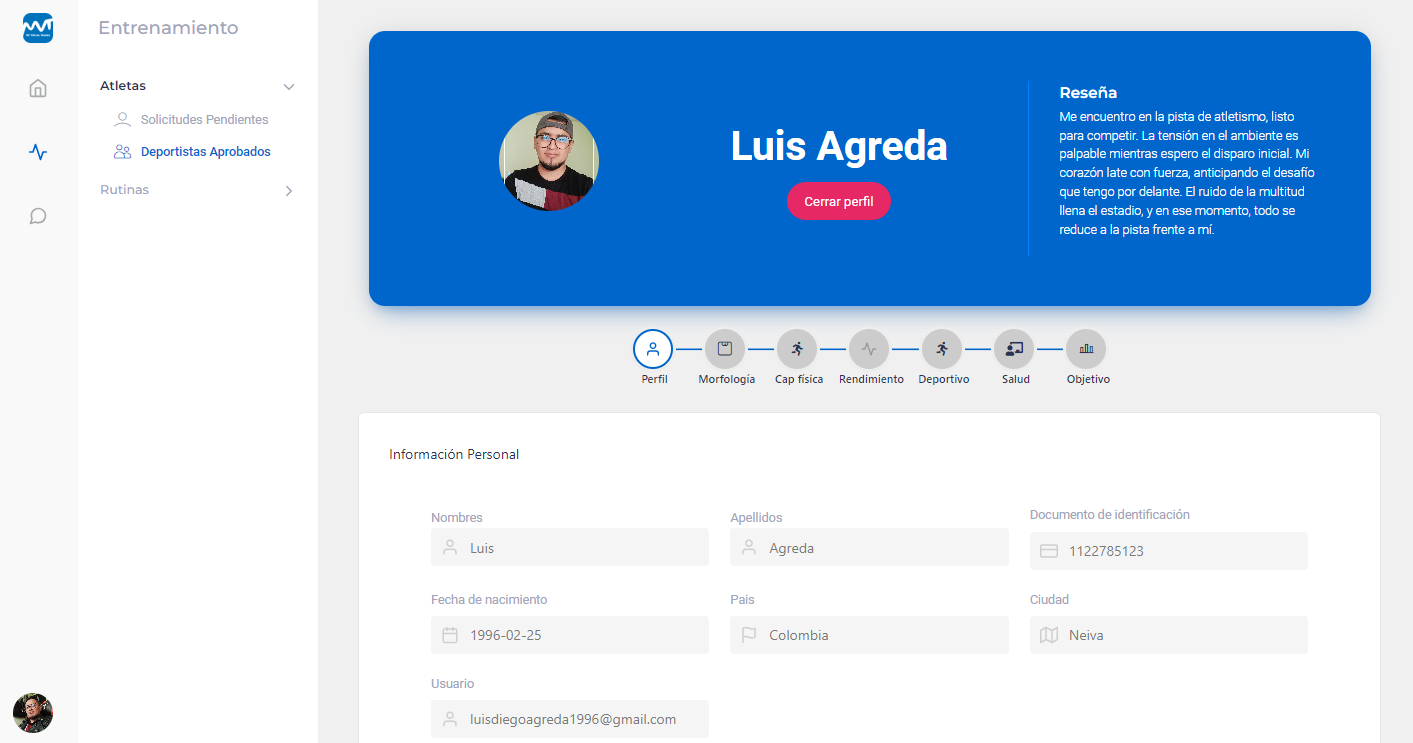 Entrenamiento
Atletas
Solicitudes Pendientes
Deportistas Aprobados
Rutinas
Luis Agreda
Cerrar perfil
Reseña
Me encuentro en la pista de atletismo, listo
para competir. La tensión en el ambiente es
palpable mientras espero el disparo inicial. Mi
corazón late con fuerza, anticipando el desafío
que tengo por delante. El ruido de la multitud
llena el estadio, y en ese momento, todo se
reduce a la pista frente a mí.
Perfil
Morfología
Cap física
Rendimiento
Deportivo
Salud
Objetivo
Información Personal
Nombres
Luis
Apellidos
Agreda
Documento de identificación
1122785123
Fecha de nacimiento
1996-02-25
Pais
Colombia
Ciudad
Neiva
Usuario
luisdiegoagreda1996@gmail.com